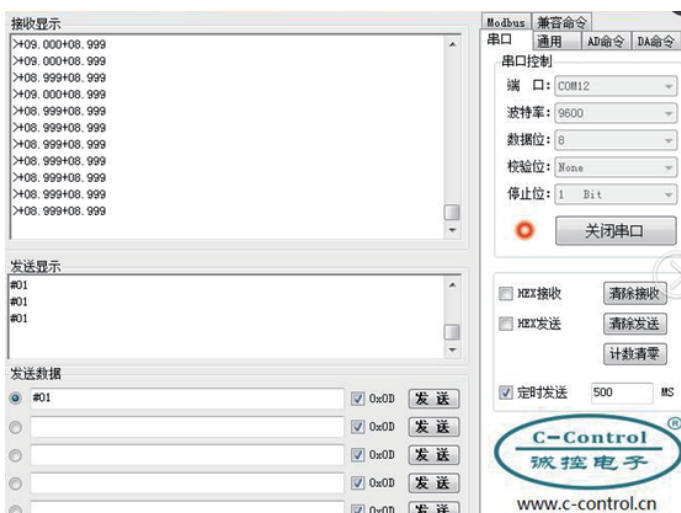 接收显示
>+09.000+08.999
>+09.000+08.999
>+08.999+08.999
>+09.000+08.999
>+08.999+08.999
>+08.999+08.999
>+08.999+08.999
>+08.999+08.999
>+08.999+08.999
>+08.999+08.999
>+08.999+08.999
发送显示
#01
#01
#01
发送数据
#01 0x0D 发 送
0x0D 发 送
0x0D 发 送
0x0D 发 送
0x0D 发 送
Modbus 兼容命令
串口 通用 AD命令 DA命令
串口控制
端 口: COM12
波特率: 9600
数据位: 8
校验位: None
停止位: 1 Bit
关闭串口
HEX接收 清除接收
HEX发送 清除发送
计数清零
定时发送 500 MS
C-Control ®
诚控电子
www.c-control.cn